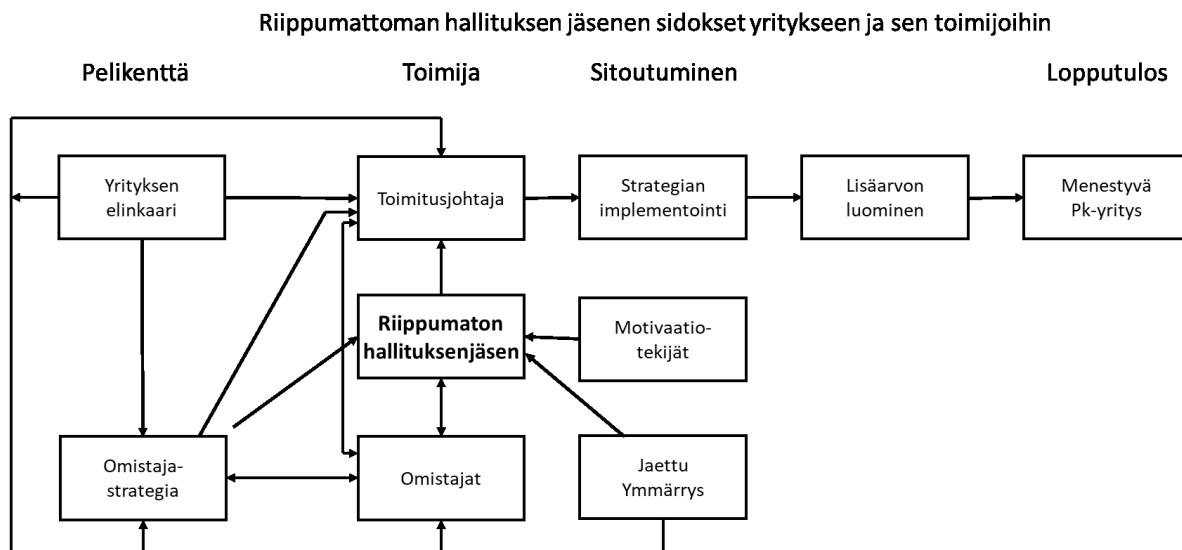 Riippumattoman hallituksen jäsenen sidokset yritykseen ja sen toimijoihin
Pelikenttä
Toimija
Sitoutuminen
Lopputulos
Yrityksen
elinkaari
Toimitusjohtaja
Strategian
implementointi
Lisäarvon
luominen
Menestyvä
Pk-yritys
Riippumaton
hallituksenjäsen
Motivaatio-
tekijät
Omistaja-
strategia
Omistajat
Jaettu
Ymmärrys